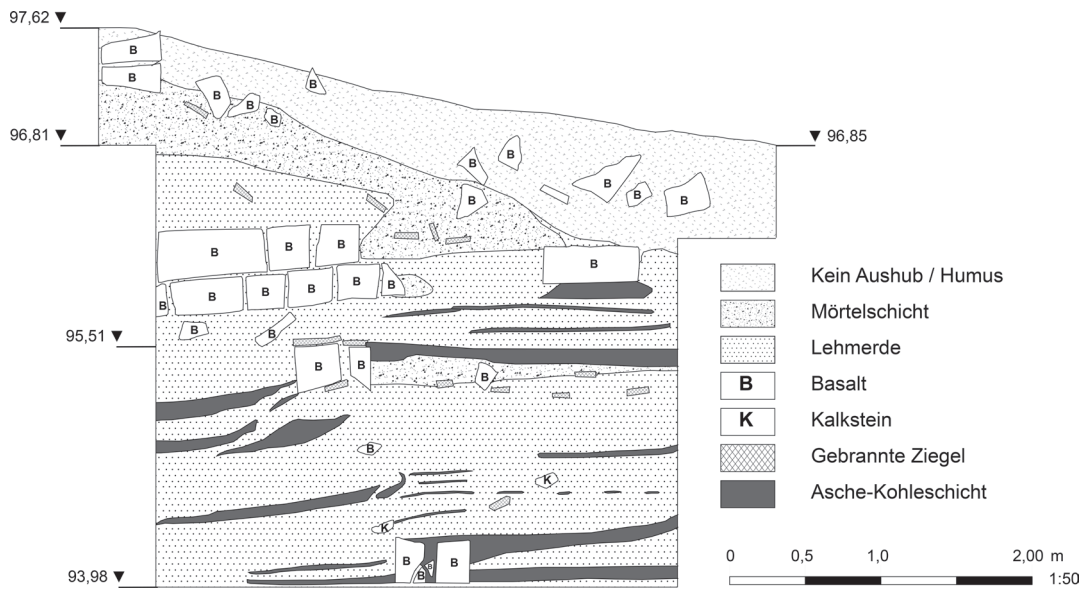 97,62
B
B
B
B
B
B
96,81
96,85
B
B
B
B
B
B
B B B
B
B B B B B B
B B
95,51
B B B
B
K
K
B B B
B
93,98
Kein Aushub / Humus
Mörtelschicht
Lehmerde
B Basalt
K Kalkstein
Gebrannte Ziegel
Asche-Kohleschicht
0 0,5 1,0 2,00 m
1:50